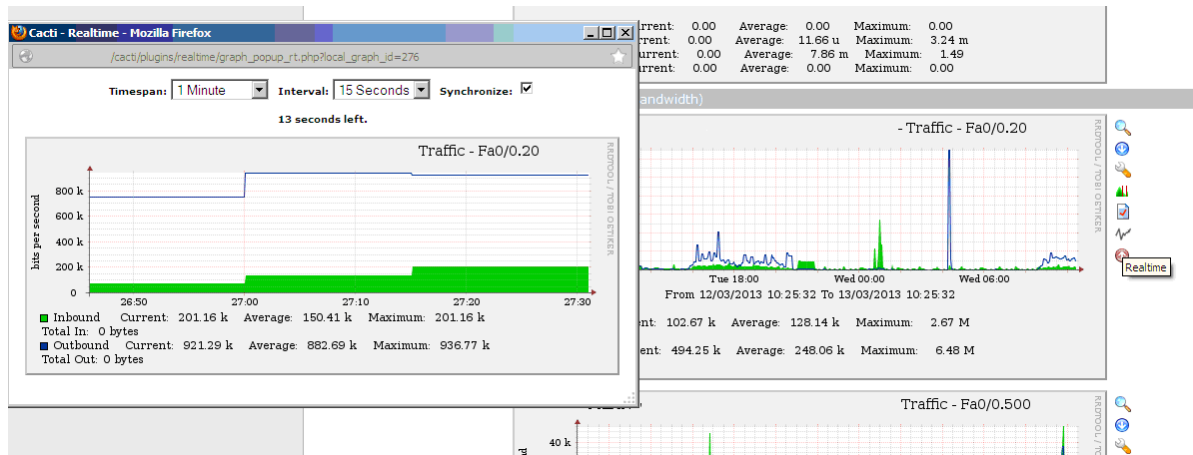 Cacti - Realtime - Mozilla Firefox
/cacti/plugins/realtime/graph_popup_rt.php?local_graph_id=276
Timespan: 1 Minute Interval: 15 Seconds Synchronize:
13 seconds left.
Traffic - Fa0/0.20
RRDTOOL / TOBI OETIKER
bits per second
800 k
600 k
400 k
200 k
0
26:50 27:00 27:10 27:20 27:30
Inbound Current: 201.16 k Average: 150.41 k Maximum: 201.16 k
Total In: 0 bytes
Outbound Current: 921.29 k Average: 882.69 k Maximum: 936.77 k
Total Out: 0 bytes
rrent: 0.00 Average: 0.00 Maximum: 0.00
rrent: 0.00 Average: 11.66 u Maximum: 3.24 m
urrent: 0.00 Average: 7.86 m Maximum: 1.49
urrent: 0.00 Average: 0.00 Maximum: 0.00
andwidth)
- Traffic - Fa0/0.20
RRDTOOL / TOBI OETIKER
Tue 18:00 Wed 00:00 Wed 06:00
From 12/03/2013 10:25:32 To 13/03/2013 10:25:32
ent: 102.67 k Average: 128.14 k Maximum: 2.67 M
ent: 494.25 k Average: 248.06 k Maximum: 6.48 M
Realtime
Traffic - Fa0/0.500
40 k